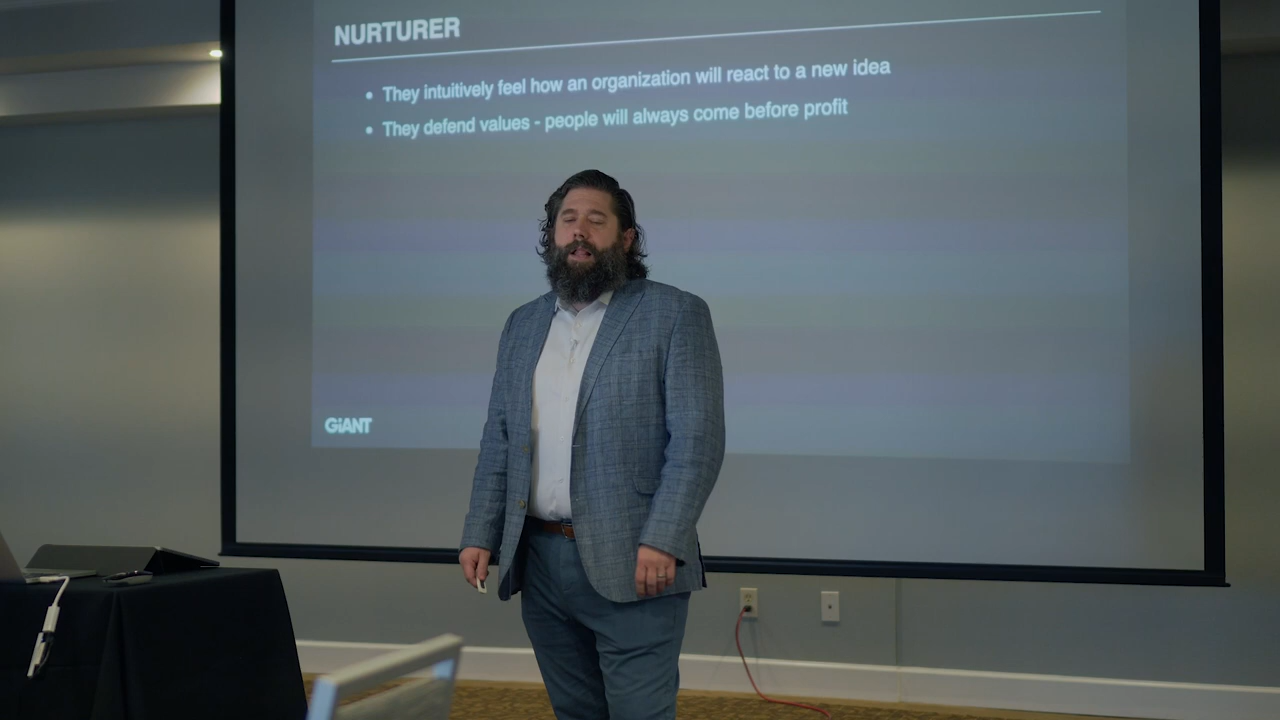 NURTURER
• They intuitively feel how an organization will react to a new idea
• They defend values - people will always come before profit
GiANT